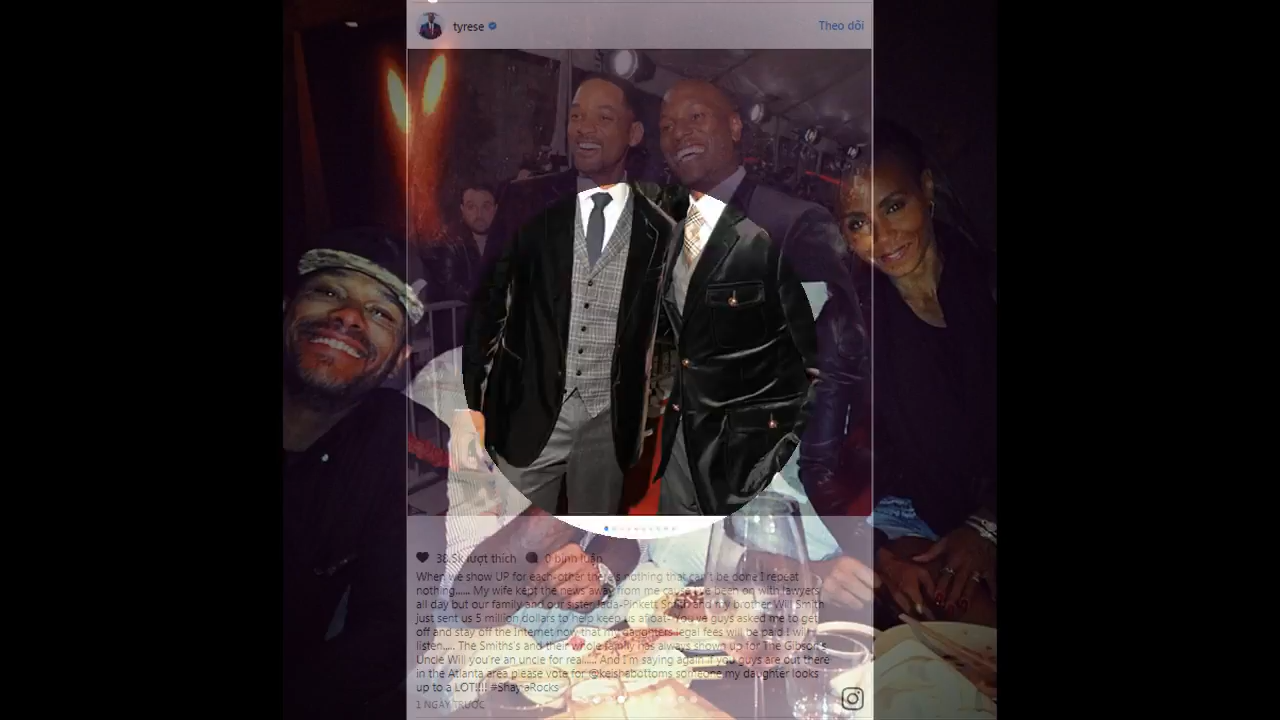 tyrese
Theo dõi
38.5k lượt thích 0 bình luận
When we show UP for each-other there's nothing that can't be done I repeat
nothing...... My wife kept the news away from me cause I've been on with lawyers
all day but our family and our sister Jada-Pinkett Smith and my brother Will Smith
just sent us 5 million dollars to help keep us afloat- You've guys asked me to get
off and stay off the Internet now that my daughters legal fees will be paid I will
listen..... The Smiths's and their whole family has always shown up for The Gibson's
Uncle Will you're an uncle for real..... And I'm saying again if you guys are out there
in the Atlanta area please vote for @keishabottoms someone my daughter looks
up to a LOT!!!! #ShaylaRocks
1 NGÀY TRƯỚC